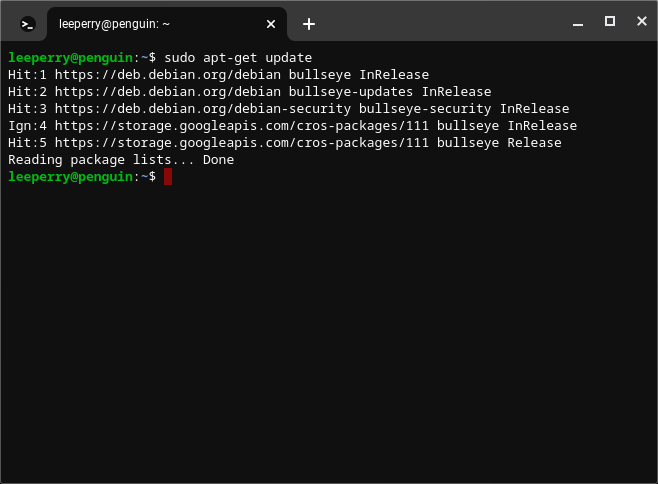 leeperry@penguin: ~
leeperry@penguin:~$ sudo apt-get update
Hit:1 https://deb.debian.org/debian bullseye InRelease
Hit:2 https://deb.debian.org/debian bullseye-updates InRelease
Hit:3 https://deb.debian.org/debian-security bullseye-security InRelease
Ign:4 https://storage.googleapis.com/cros-packages/111 bullseye InRelease
Hit:5 https://storage.googleapis.com/cros-packages/111 bullseye Release
Reading package lists... Done
leeperry@penguin:~$